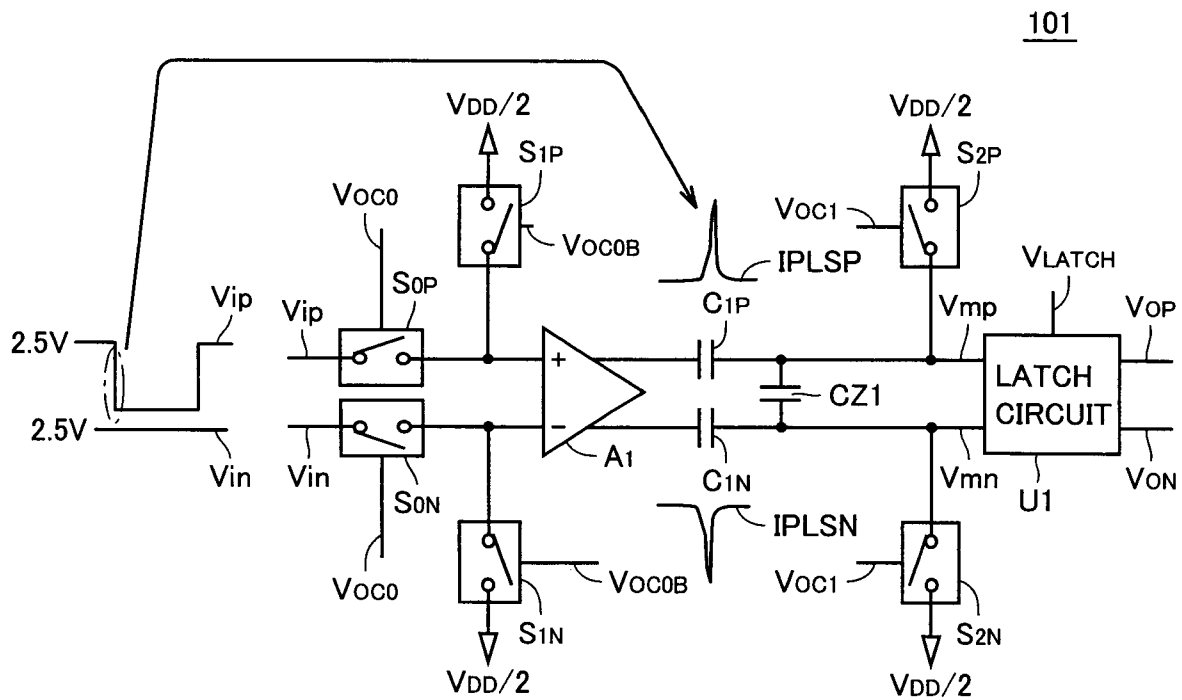 101
VDD/2
VDD/2
S1P
S2P
VOC0
VOC0B
VOC1
IPLSP
VLATCH
S0P
C1P
Vip
Vip
Vmp
VOP
2.5V
+
LATCH
CIRCUIT
CZ1
2.5V
−
Vin
Vin
A1
C1N
Vmn
VON
S0N
U1
IPLSN
VOC0
VOC0B
VOC1
S1N
S2N
VDD/2
VDD/2